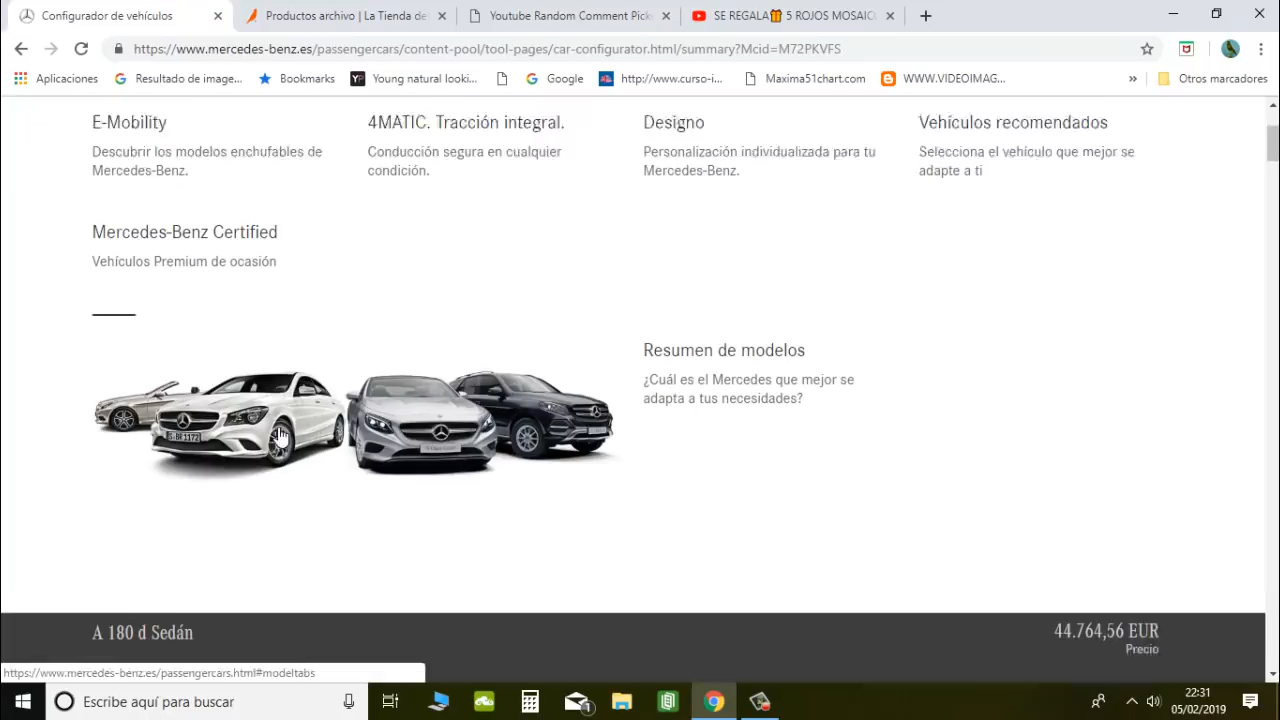 Configurador de vehículos
Productos archivo | La Tienda de
Youtube Random Comment Pick
SE REGALA 5 ROJOS MOSAIC
https://www.mercedes-benz.es/passengercars/content-pool/tool-pages/car-configurator.html/summary?Mcid=M72PKVFS
Aplicaciones
Resultado de image...
Bookmarks
Young natural looki...
Google
http://www.curso-i...
Maxima51chart.com
WWW.VIDEOIMAG...
»
Otros marcadores
E-Mobility
Descubrir los modelos enchufables de
Mercedes-Benz.
4MATIC. Tracción integral.
Conducción segura en cualquier
condición.
Designo
Personalización individualizada para tu
Mercedes-Benz.
Vehículos recomendados
Selecciona el vehículo que mejor se
adapte a ti
Mercedes-Benz Certified
Vehículos Premium de ocasión
Resumen de modelos
¿Cuál es el Mercedes que mejor se
adapta a tus necesidades?
A 180 d Sedán
44.764,56 EUR
Precio
https://www.mercedes-benz.es/passengercars.html#modeltabs
Escribe aquí para buscar
1
22:31
05/02/2019